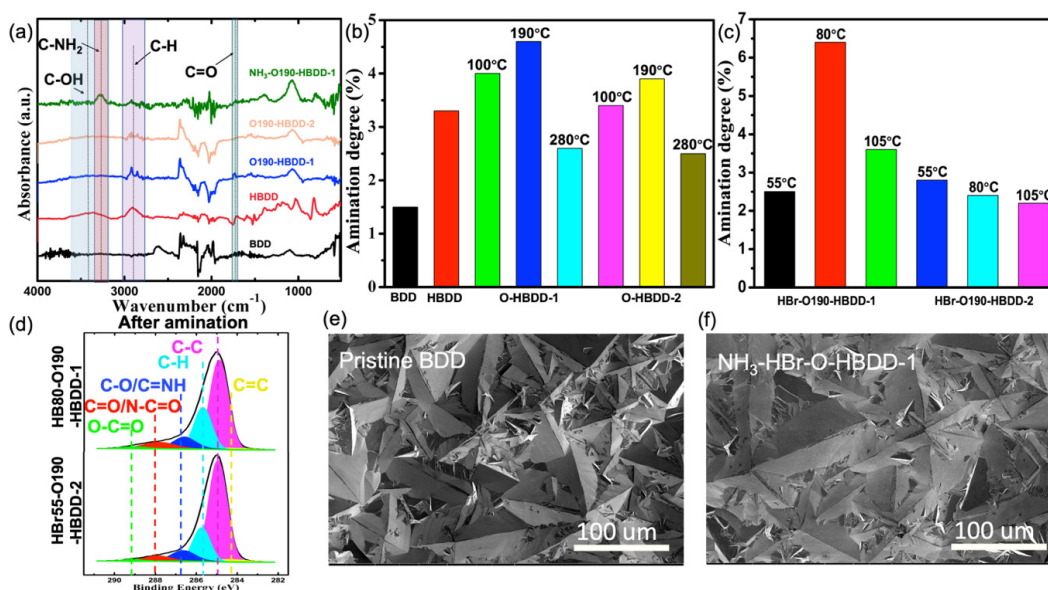 (a)
C-NH₂
C-H
C=O
C-OH
NH₃-O190-HBDD-1
O190-HBDD-2
O190-HBDD-1
HBDD
BDD
Absorbance (a.u.)
4000 3000 2000 1000
Wavenumber (cm⁻¹)
(b)
Amination degree (%)
5
4
3
2
1
0
100°C
190°C
280°C
100°C
190°C
280°C
BDD HBDD O-HBDD-1 O-HBDD-2
(c)
Amination degree (%)
7
6
5
4
3
2
1
0
55°C
80°C
105°C
55°C
80°C
105°C
HBr-O190-HBDD-1 HBr-O190-HBDD-2
(d)
After amination
C-C
C-H
C-O/C=NH
C=C
C=O/N-C=O
O-C=O
HB80-O190
-HBDD-1
HBr55-O190
-HBDD-2
290 288 286 284 282
Binding Energy (eV)
(e)
Pristine BDD
100 um
(f)
NH₃-HBr-O-HBDD-1
100 um